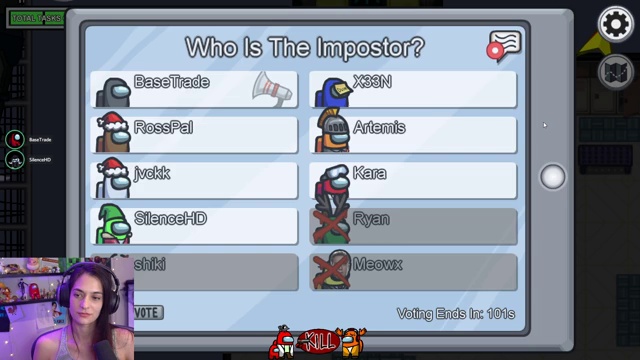 TOTAL TASKS
Who Is The Impostor?
BaseTrade
X33N
RossPal
Artemis
jvckk
Kara
SilenceHD
Ryan
shiki
Meowx
VOTE
Voting Ends In: 101s
BaseTrade
SilenceHD
KILL